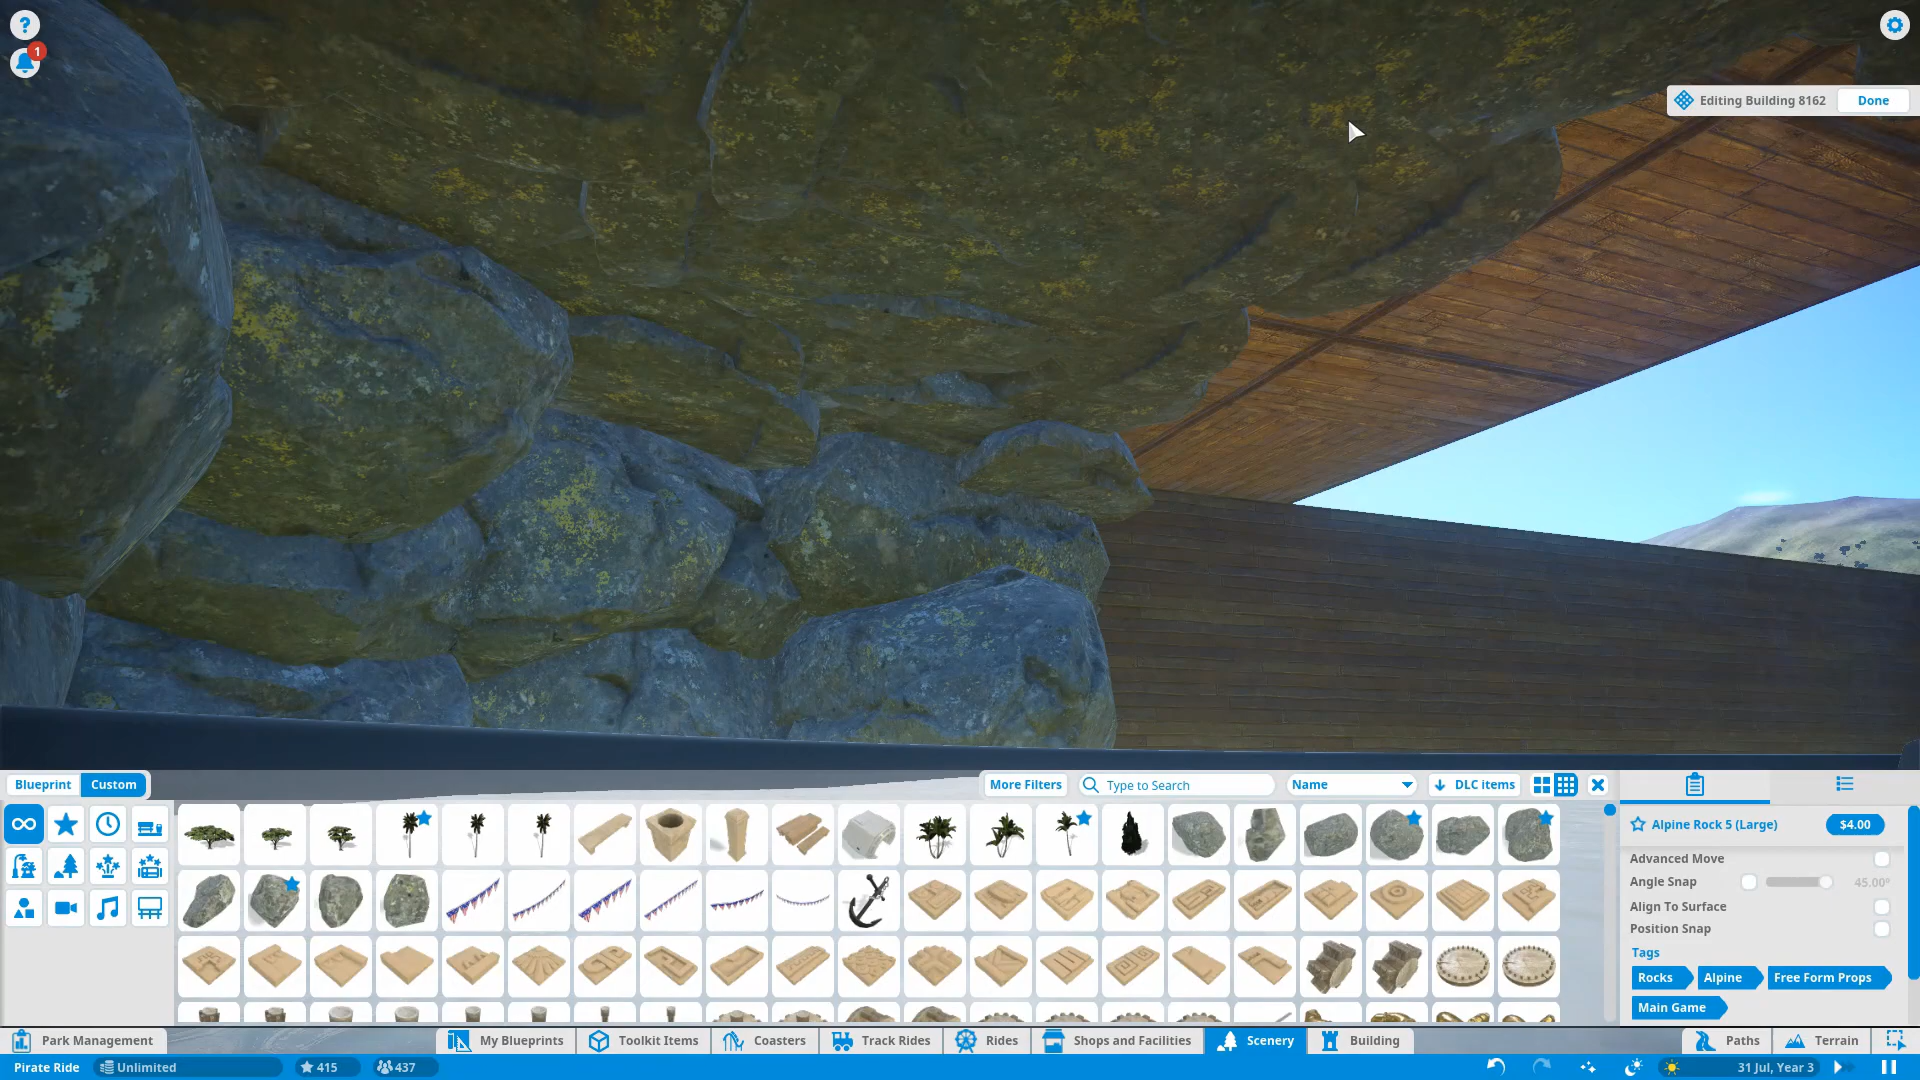 ?
1
Editing Building 8162
Done
Blueprint
Custom
More Filters
Type to Search
Name
DLC items
Alpine Rock 5 (Large)
$4.00
Advanced Move
Angle Snap
45.00°
Align To Surface
Position Snap
Tags
Rocks
Alpine
Free Form Props
Main Game
Park Management
My Blueprints
Toolkit Items
Coasters
Track Rides
Rides
Shops and Facilities
Scenery
Building
Paths
Terrain
Pirate Ride
Unlimited
415
437
31 Jul, Year 3